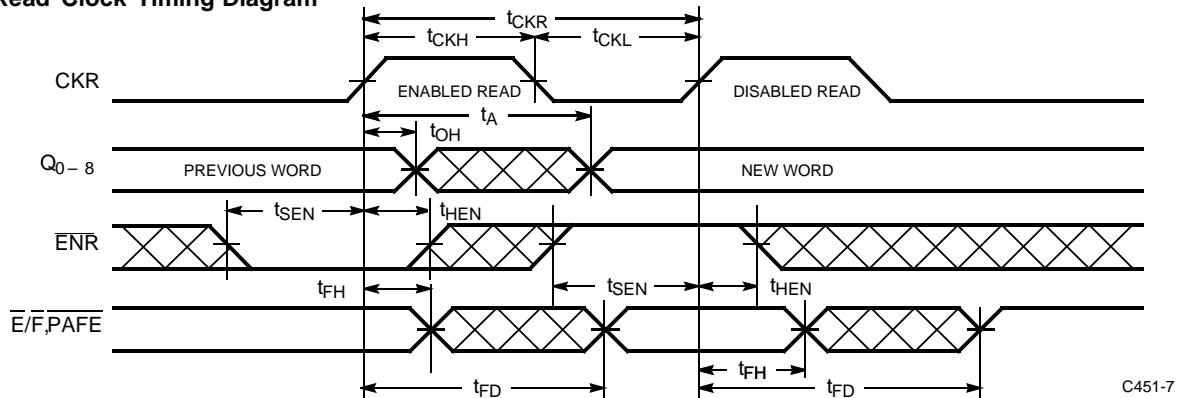 Read Clock Timing Diagram
tCKR
tCKH
tCKL
CKR
ENABLED READ
DISABLED READ
tA
tOH
Q0 – 8
PREVIOUS WORD
NEW WORD
tSEN
tHEN
ENR
tFH
tSEN
tHEN
E/F,PAFE
tFH
tFD
tFD
C451-7